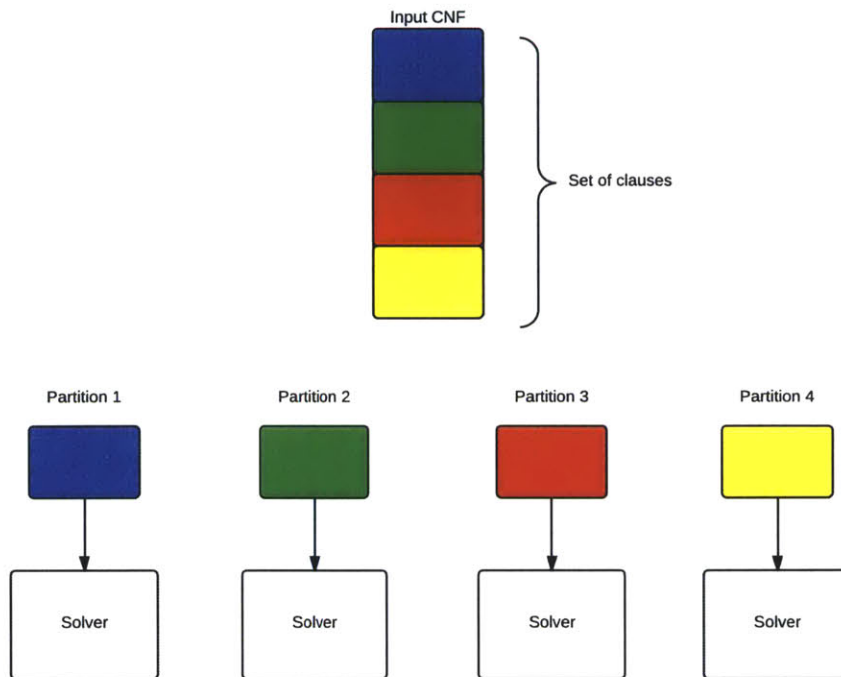 Input CNF
Set of clauses
Partition 1
Partition 2
Partition 3
Partition 4
Solver
Solver
Solver
Solver